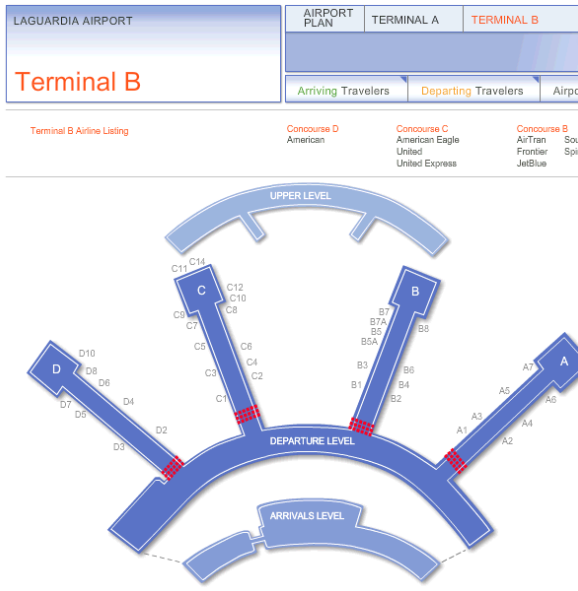 LAGUARDIA AIRPORT
Terminal B
AIRPORT
PLAN
TERMINAL A
TERMINAL B
Arriving Travelers
Departing Travelers
Airpo
Terminal B Airline Listing
Concourse D
American
Concourse C
American Eagle
United
United Express
Concourse B
AirTran Sou
Frontier Spi
JetBlue
UPPER LEVEL
C14
C11
C
C12
C10
C9
C8
C7
C5
C6
C4
C3
C2
C1
B
B7
B7A
B5
B8
B5A
B3
B6
B1
B4
B2
D
D10
D8
D6
D7
D4
D5
D2
D3
A
A7
A5
A6
A3
A4
A1
A2
DEPARTURE LEVEL
ARRIVALS LEVEL